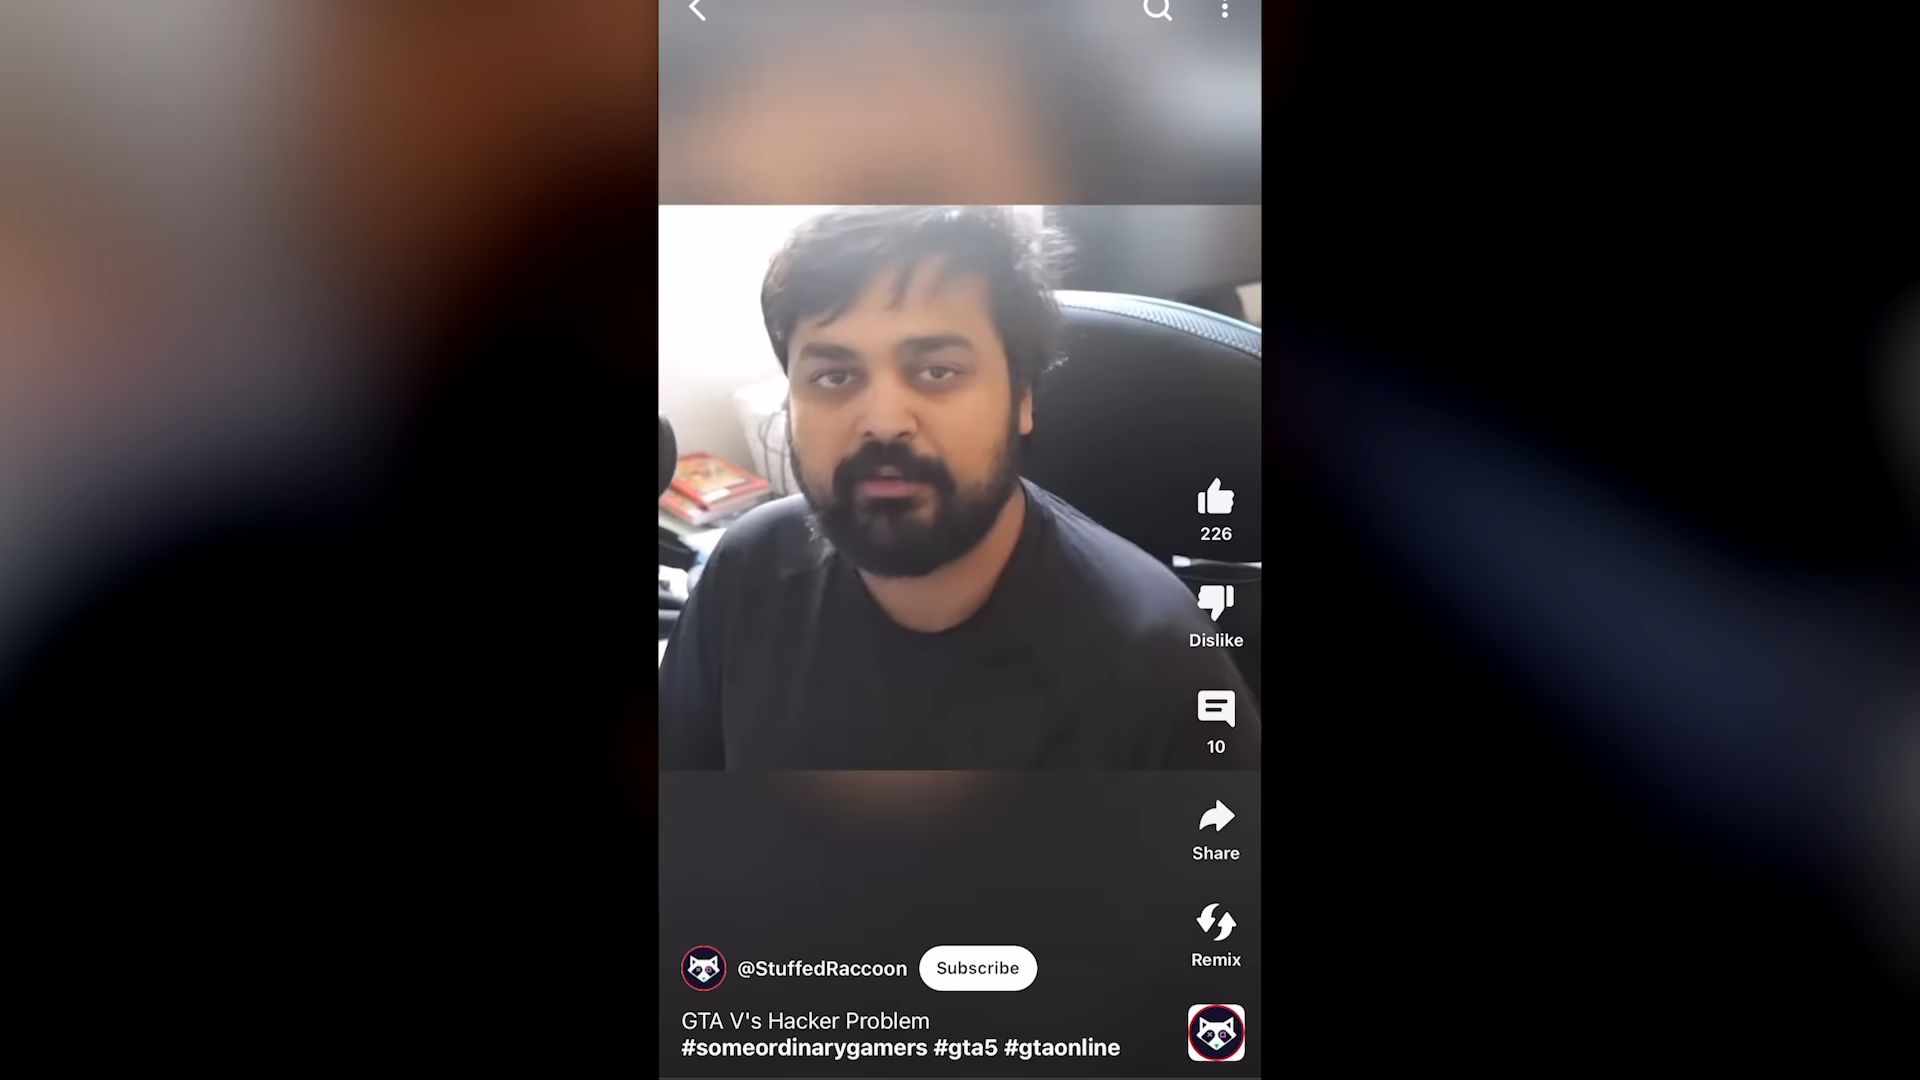 226
Dislike
10
Share
Remix
@StuffedRaccoon Subscribe
GTA V's Hacker Problem
#someordinarygamers #gta5 #gtaonline